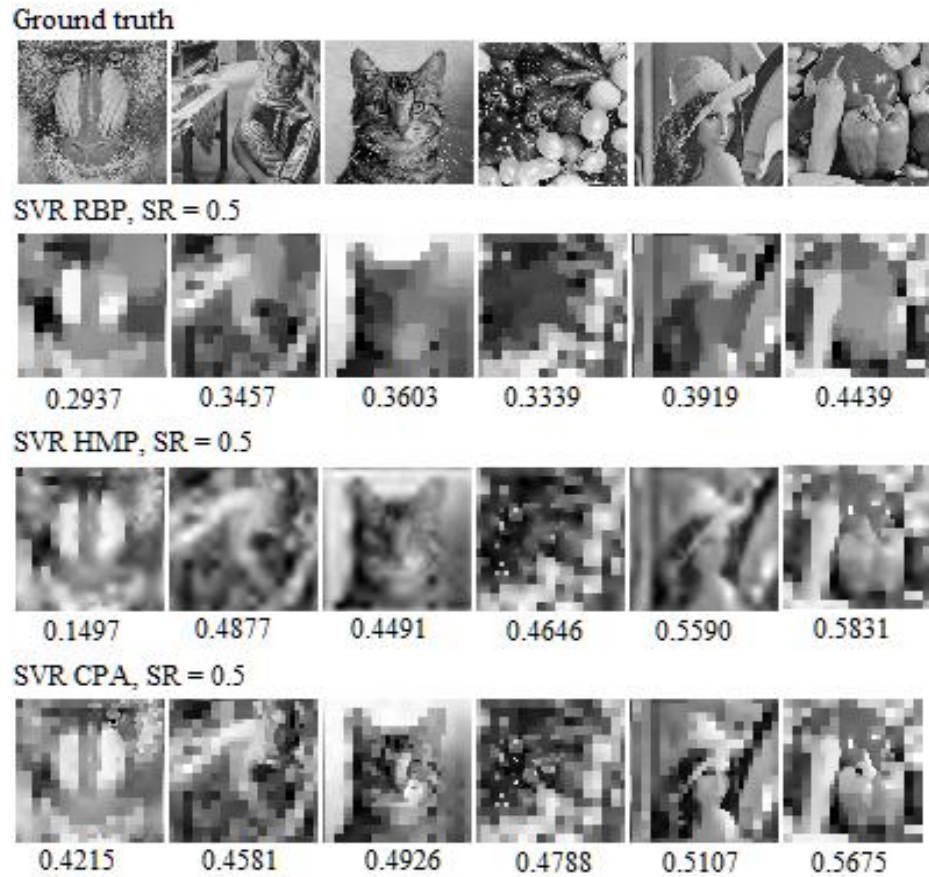 Ground truth
SVR RBP, SR = 0.5
0.2937 0.3457 0.3603 0.3339 0.3919 0.4439
SVR HMP, SR = 0.5
0.1497 0.4877 0.4491 0.4646 0.5590 0.5831
SVR CPA, SR = 0.5
0.4215 0.4581 0.4926 0.4788 0.5107 0.5675